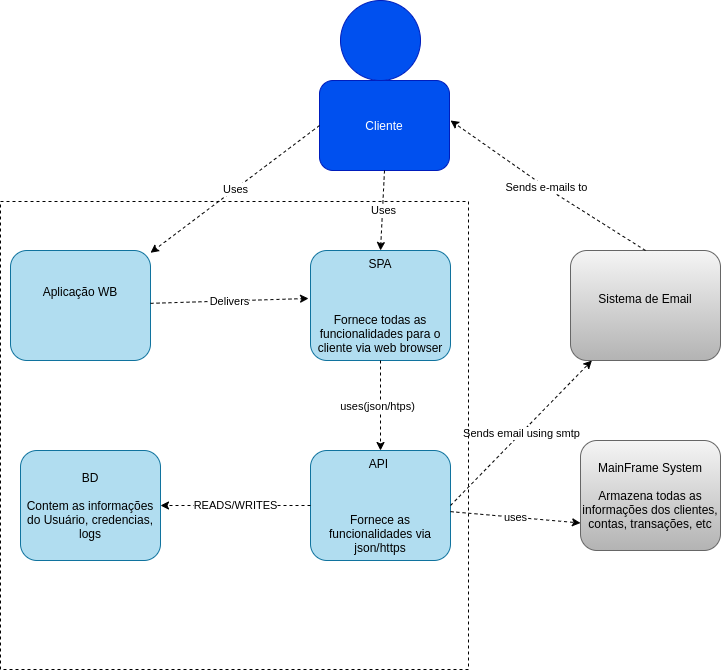 Cliente
Uses
Uses
Sends e-mails to
Aplicação WB
Delivers
SPA
Fornece todas as
funcionalidades para o
cliente via web browser
Sistema de Email
uses(json/htps)
Sends email using smtp
BD
Contem as informações
do Usuário, credencias,
logs
READS/WRITES
API
Fornece as
funcionalidades via
json/https
uses
MainFrame System
Armazena todas as
informações dos clientes,
contas, transações, etc